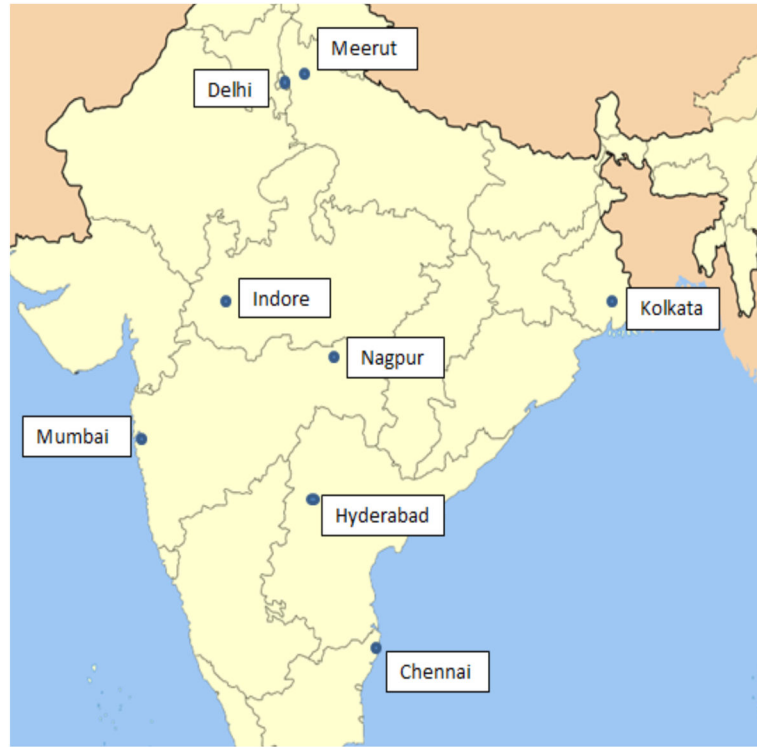 Meerut
Delhi
Indore
Kolkata
Nagpur
Mumbai
Hyderabad
Chennai